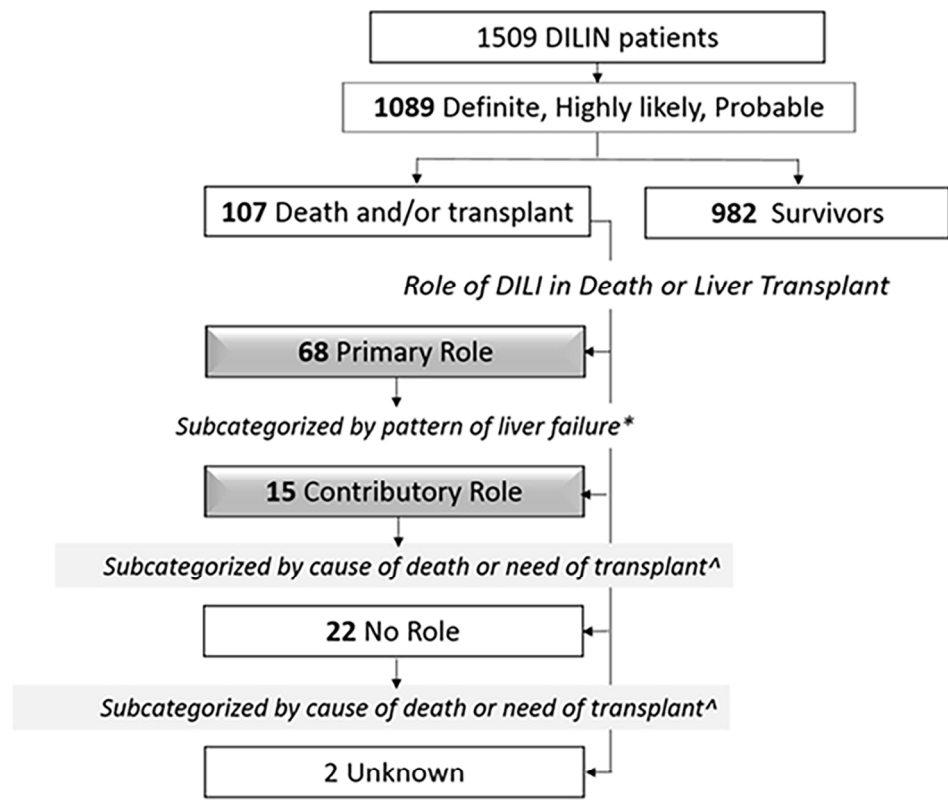 1509 DILIN patients
1089 Definite, Highly likely, Probable
107 Death and/or transplant
982 Survivors
Role of DILI in Death or Liver Transplant
68 Primary Role
Subcategorized by pattern of liver failure*
15 Contributory Role
Subcategorized by cause of death or need of transplant^
22 No Role
Subcategorized by cause of death or need of transplant^
2 Unknown